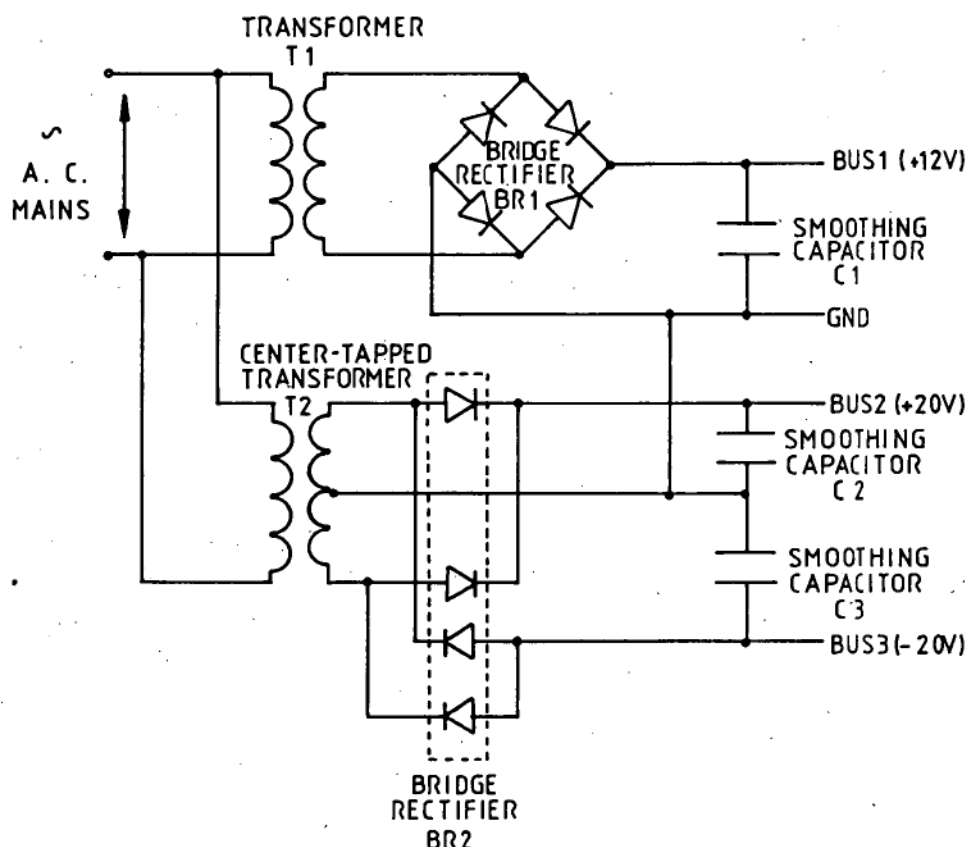 TRANSFORMER
T1
~
A. C.
MAINS
BRIDGE
RECTIFIER
BR1
BUS1 (+12V)
SMOOTHING
CAPACITOR
C1
GND
CENTER-TAPPED
TRANSFORMER
T2
BUS2 (+20V)
SMOOTHING
CAPACITOR
C2
SMOOTHING
CAPACITOR
C3
BUS3 (-20V)
BRIDGE
RECTIFIER
BR2